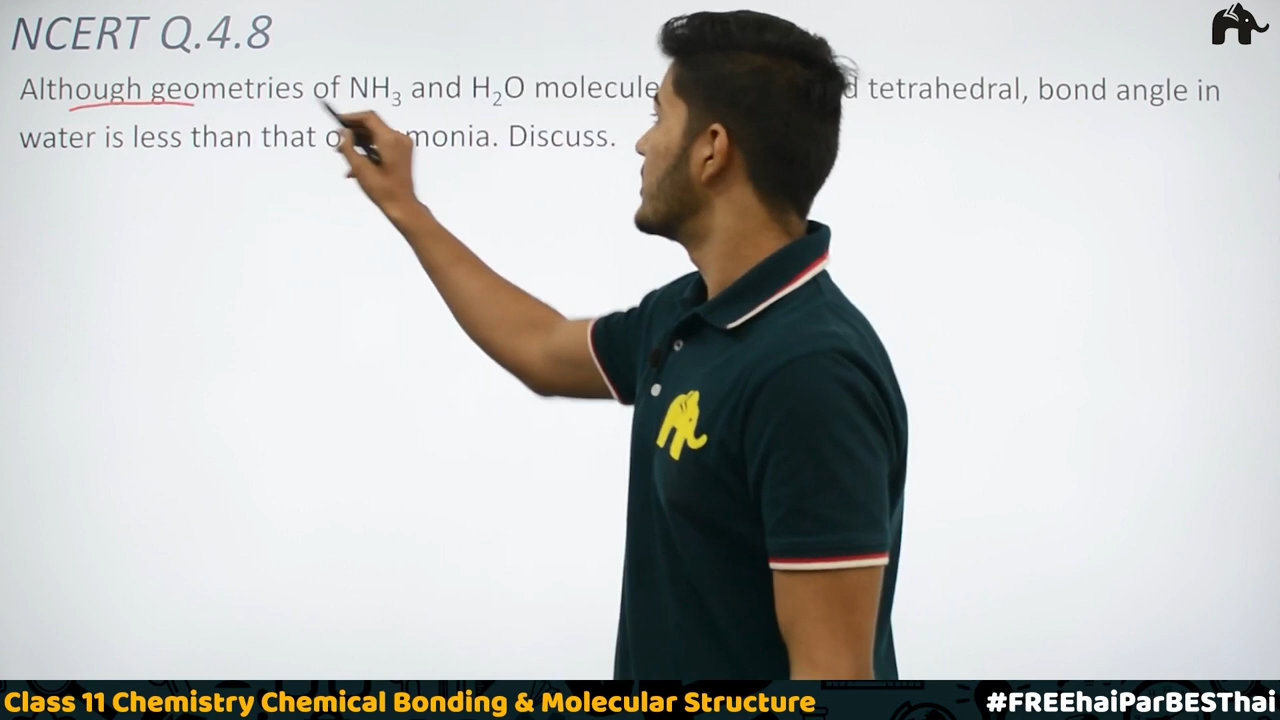 NCERT Q.4.8
Although geometries of NH₃ and H₂O molecule tetrahedral, bond angle in
water is less than that monia. Discuss.
Class 11 Chemistry Chemical Bonding & Molecular Structure
#FREEhaiParBESThai